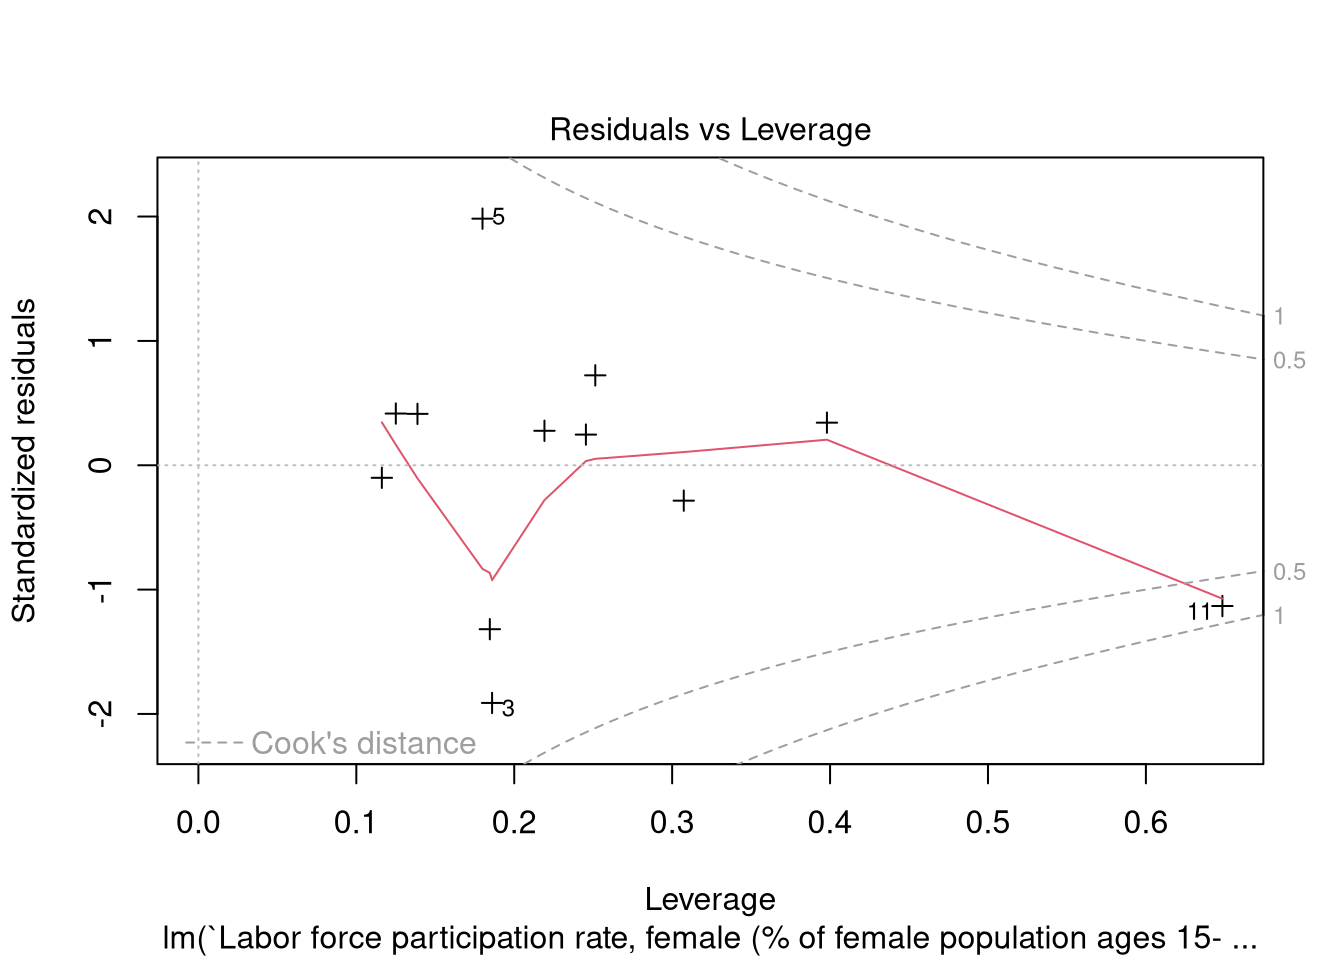 Residuals vs Leverage
Standardized residuals
2
1
0
-1
-2
5
3
11
1
0.5
0.5
1
Cook's distance
0.0 0.1 0.2 0.3 0.4 0.5 0.6
Leverage
lm(`Labor force participation rate, female (% of female population ages 15- ...